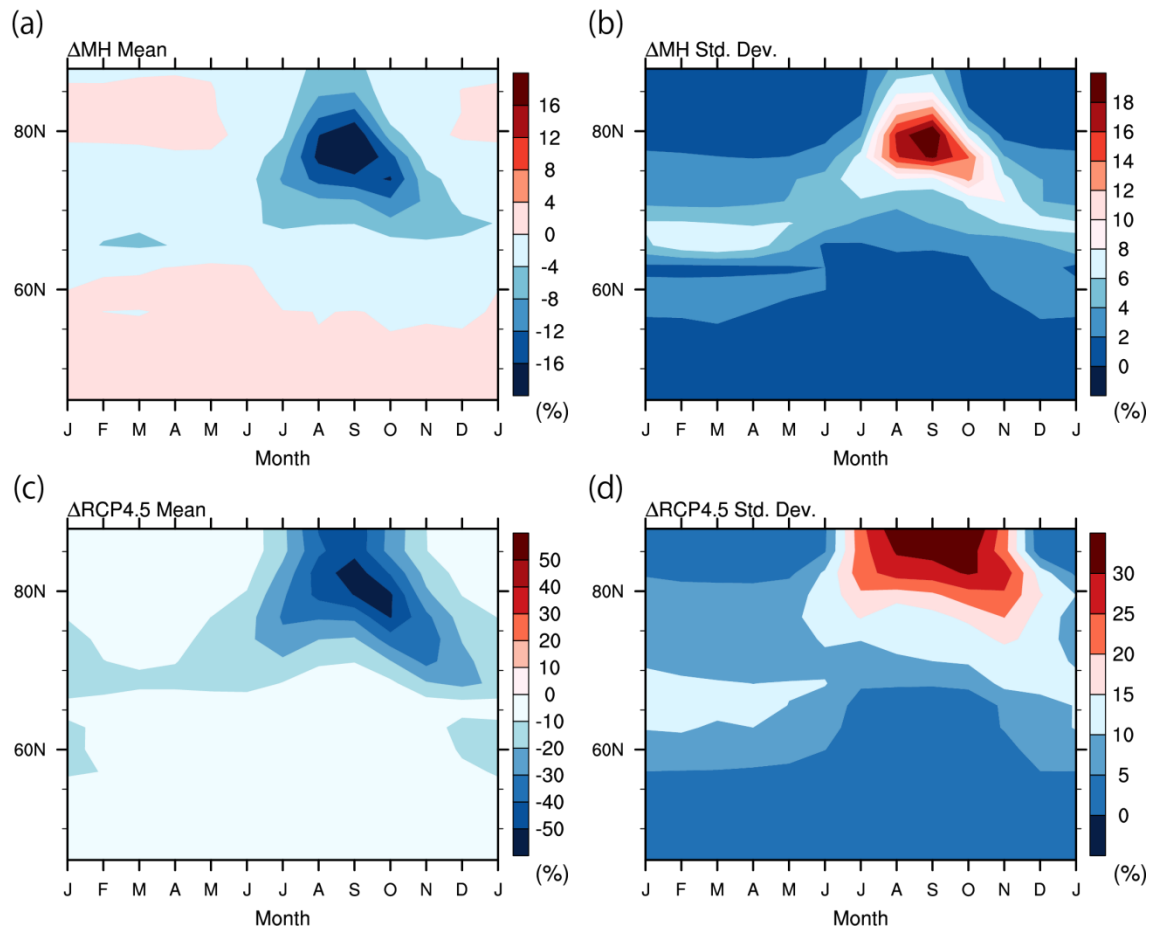 (a)
ΔMH Mean
80N
60N
J F M A M J J A S O N D J
Month
16
12
8
4
0
-4
-8
-12
-16
(%)
(b)
ΔMH Std. Dev.
80N
60N
J F M A M J J A S O N D J
Month
18
16
14
12
10
8
6
4
2
0
(%)
(c)
ΔRCP4.5 Mean
80N
60N
J F M A M J J A S O N D J
Month
50
40
30
20
10
0
-10
-20
-30
-40
-50
(%)
(d)
ΔRCP4.5 Std. Dev.
80N
60N
J F M A M J J A S O N D J
Month
30
25
20
15
10
5
0
(%)